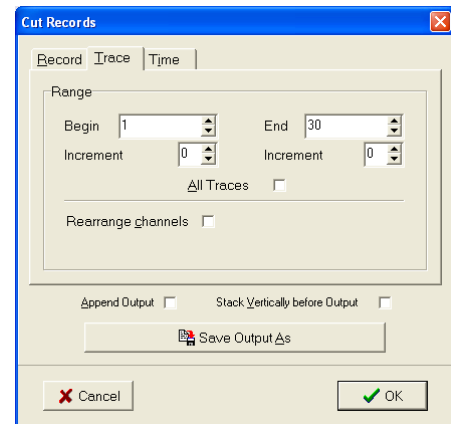 Cut Records
Record Trace Time
Range
Begin 1 End 30
Increment 0 Increment 0
All Traces
Rearrange channels
Append Output Stack Vertically before Output
Save Output As
Cancel OK